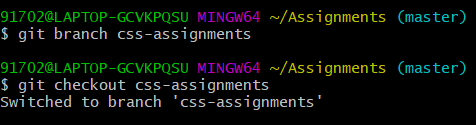 91702@LAPTOP-GCVKPQSU MINGW64 ~/Assignments (master)
$ git branch css-assignments
91702@LAPTOP-GCVKPQSU MINGW64 ~/Assignments (master)
$ git checkout css-assignments
Switched to branch 'css-assignments'